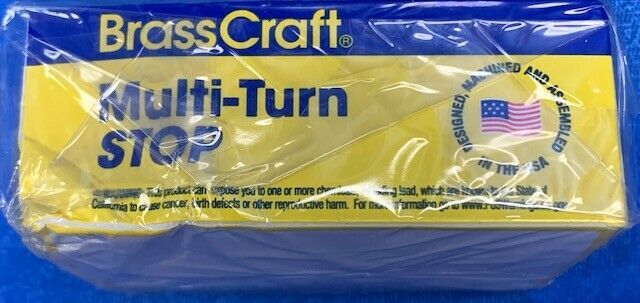 BrassCraft®
Multi-Turn
STOP
DESIGNED, MACHINED AND ASSEMBLED
IN THE USA
This product can expose you to one or more chemicals, including lead, which are known to the State of
California to cause cancer, birth defects or other reproductive harm. For more information go to